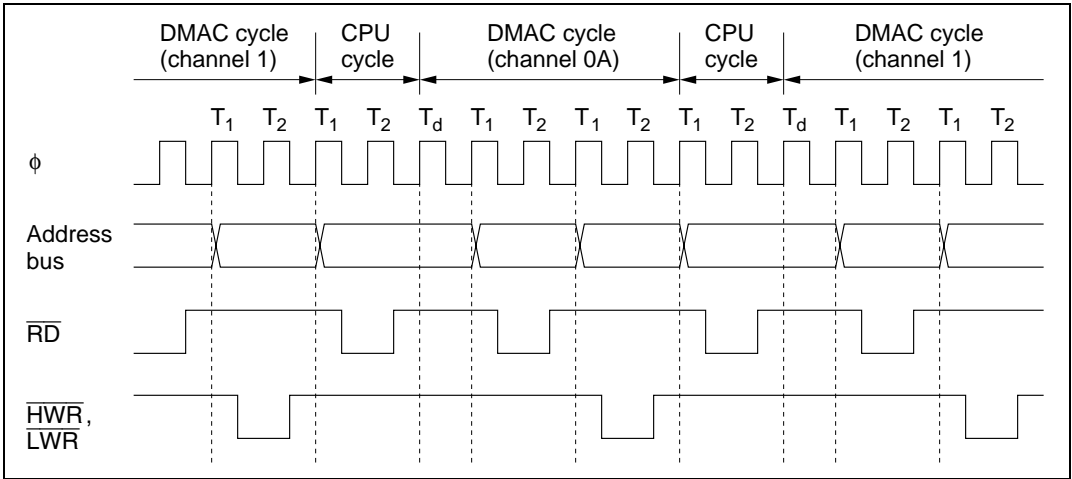 DMAC cycle (channel 1) CPU cycle DMAC cycle (channel 0A) CPU cycle DMAC cycle (channel 1)
T1 T2 T1 T2 Td T1 T2 T1 T2 T1 T2 Td T1 T2 T1 T2
φ
Address
bus
RD
HWR,
LWR